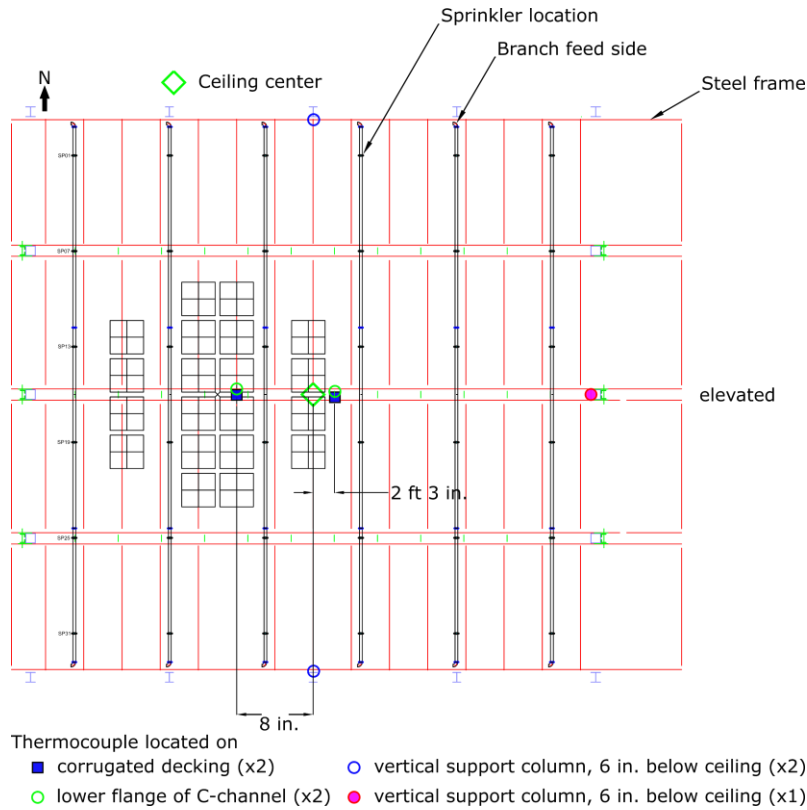 Sprinkler location
Branch feed side
N
Ceiling center
Steel frame
SP01
SP07
SP13
elevated
SP19
2 ft 3 in.
SP25
SP31
8 in.
Thermocouple located on
corrugated decking (x2)
vertical support column, 6 in. below ceiling (x2)
lower flange of C-channel (x2)
vertical support column, 6 in. below ceiling (x1)